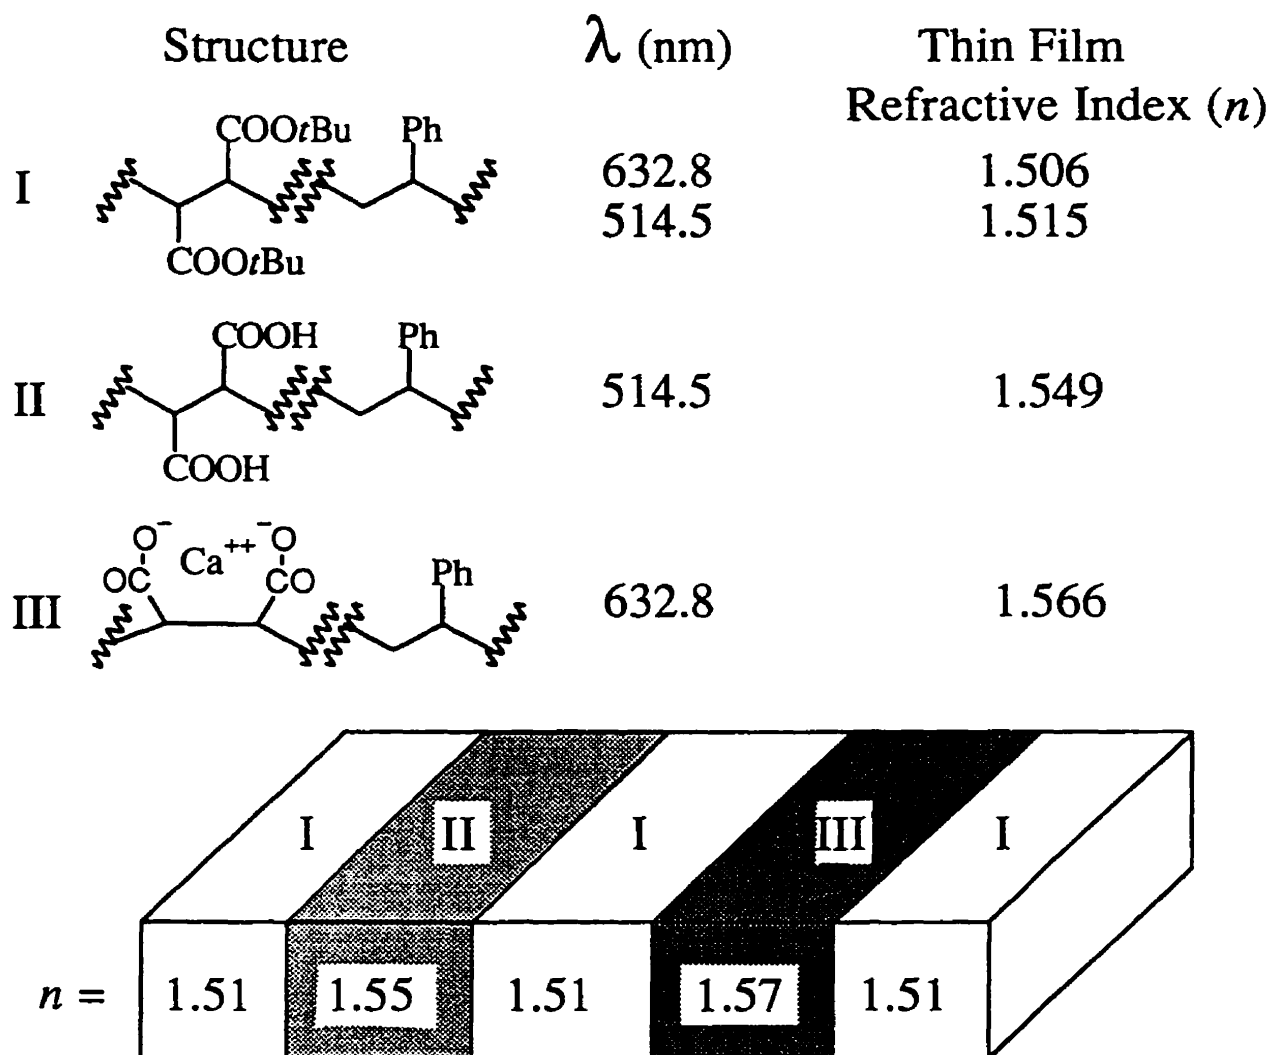 Structure λ (nm) Thin Film
Refractive Index (n)
COOtBu Ph
I 632.8 1.506
514.5 1.515
COOtBu
COOH Ph
II 514.5 1.549
COOH
O⁻ Ca⁺⁺ ⁻O
OC CO Ph
III 632.8 1.566
I II I III I
n = 1.51 1.55 1.51 1.57 1.51